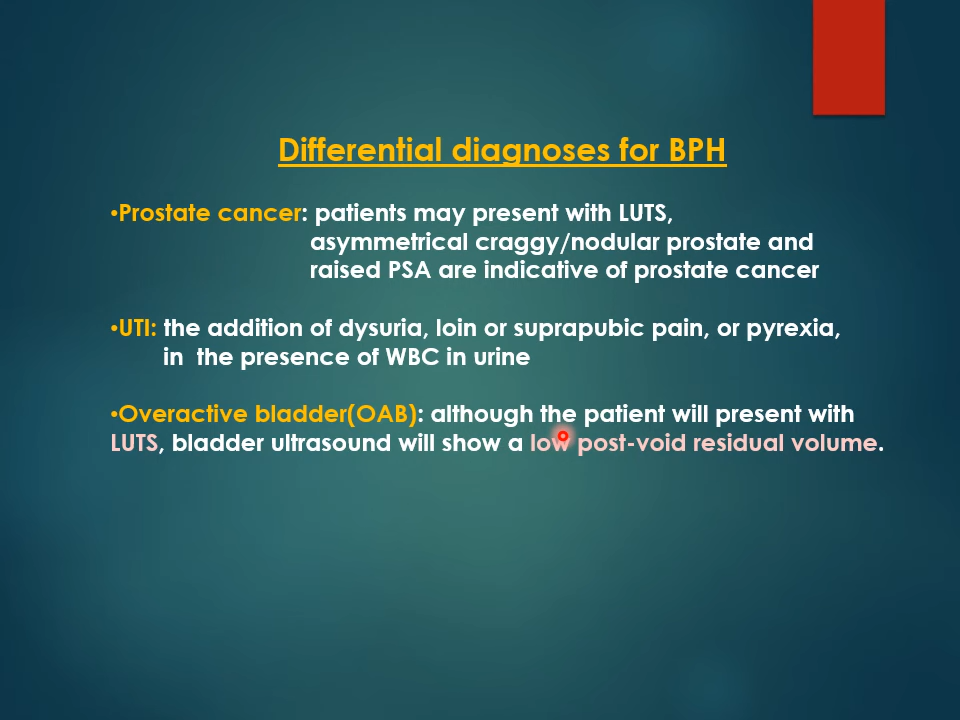 Differential diagnoses for BPH
•Prostate cancer: patients may present with LUTS,
asymmetrical craggy/nodular prostate and
raised PSA are indicative of prostate cancer
•UTI: the addition of dysuria, loin or suprapubic pain, or pyrexia,
in the presence of WBC in urine
•Overactive bladder(OAB): although the patient will present with
LUTS, bladder ultrasound will show a low post-void residual volume.